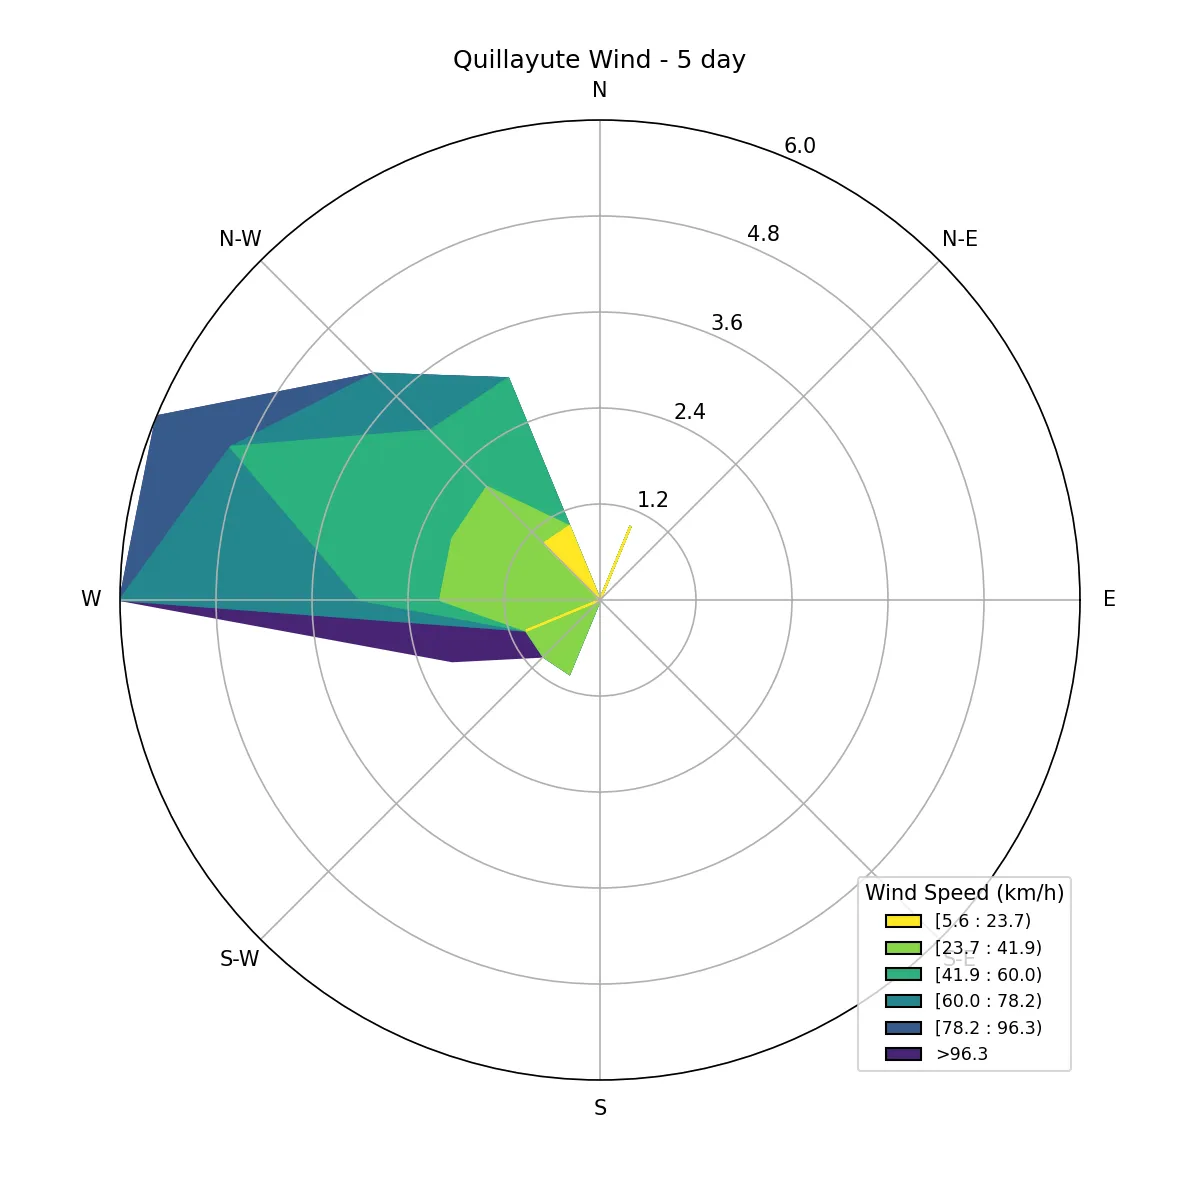 Quillayute Wind - 5 day
N
6.0
N-W
N-E
4.8
3.6
2.4
1.2
W
E
S-W
S-E
S
Wind Speed (km/h)
[5.6 : 23.7)
[23.7 : 41.9)
[41.9 : 60.0)
[60.0 : 78.2)
[78.2 : 96.3)
>96.3